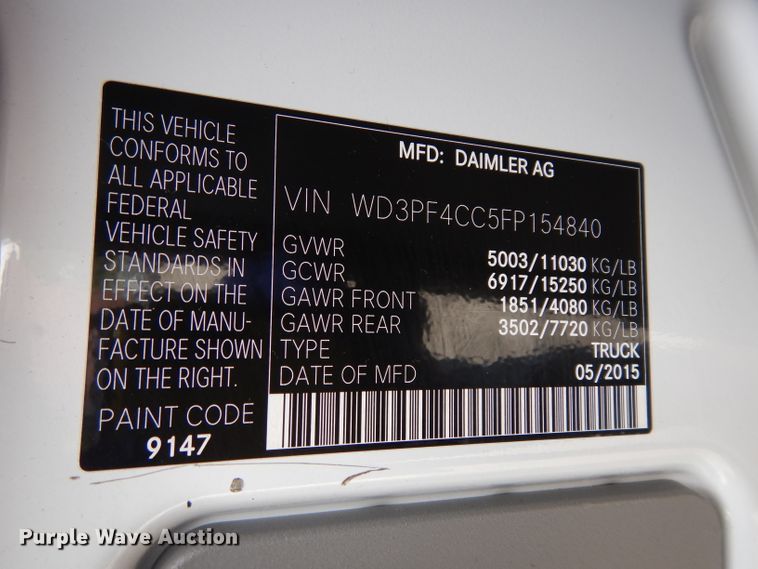 THIS VEHICLE
CONFORMS TO
ALL APPLICABLE
FEDERAL
VEHICLE SAFETY
STANDARDS IN
EFFECT ON THE
DATE OF MANU-
FACTURE SHOWN
ON THE RIGHT.
PAINT CODE
9147
MFD: DAIMLER AG
VIN WD3PF4CC5FP154840
GVWR 5003/11030 KG/LB
GCWR 6917/15250 KG/LB
GAWR FRONT 1851/4080 KG/LB
GAWR REAR 3502/7720 KG/LB
TYPE TRUCK
DATE OF MFD 05/2015
Purple Wave Auction